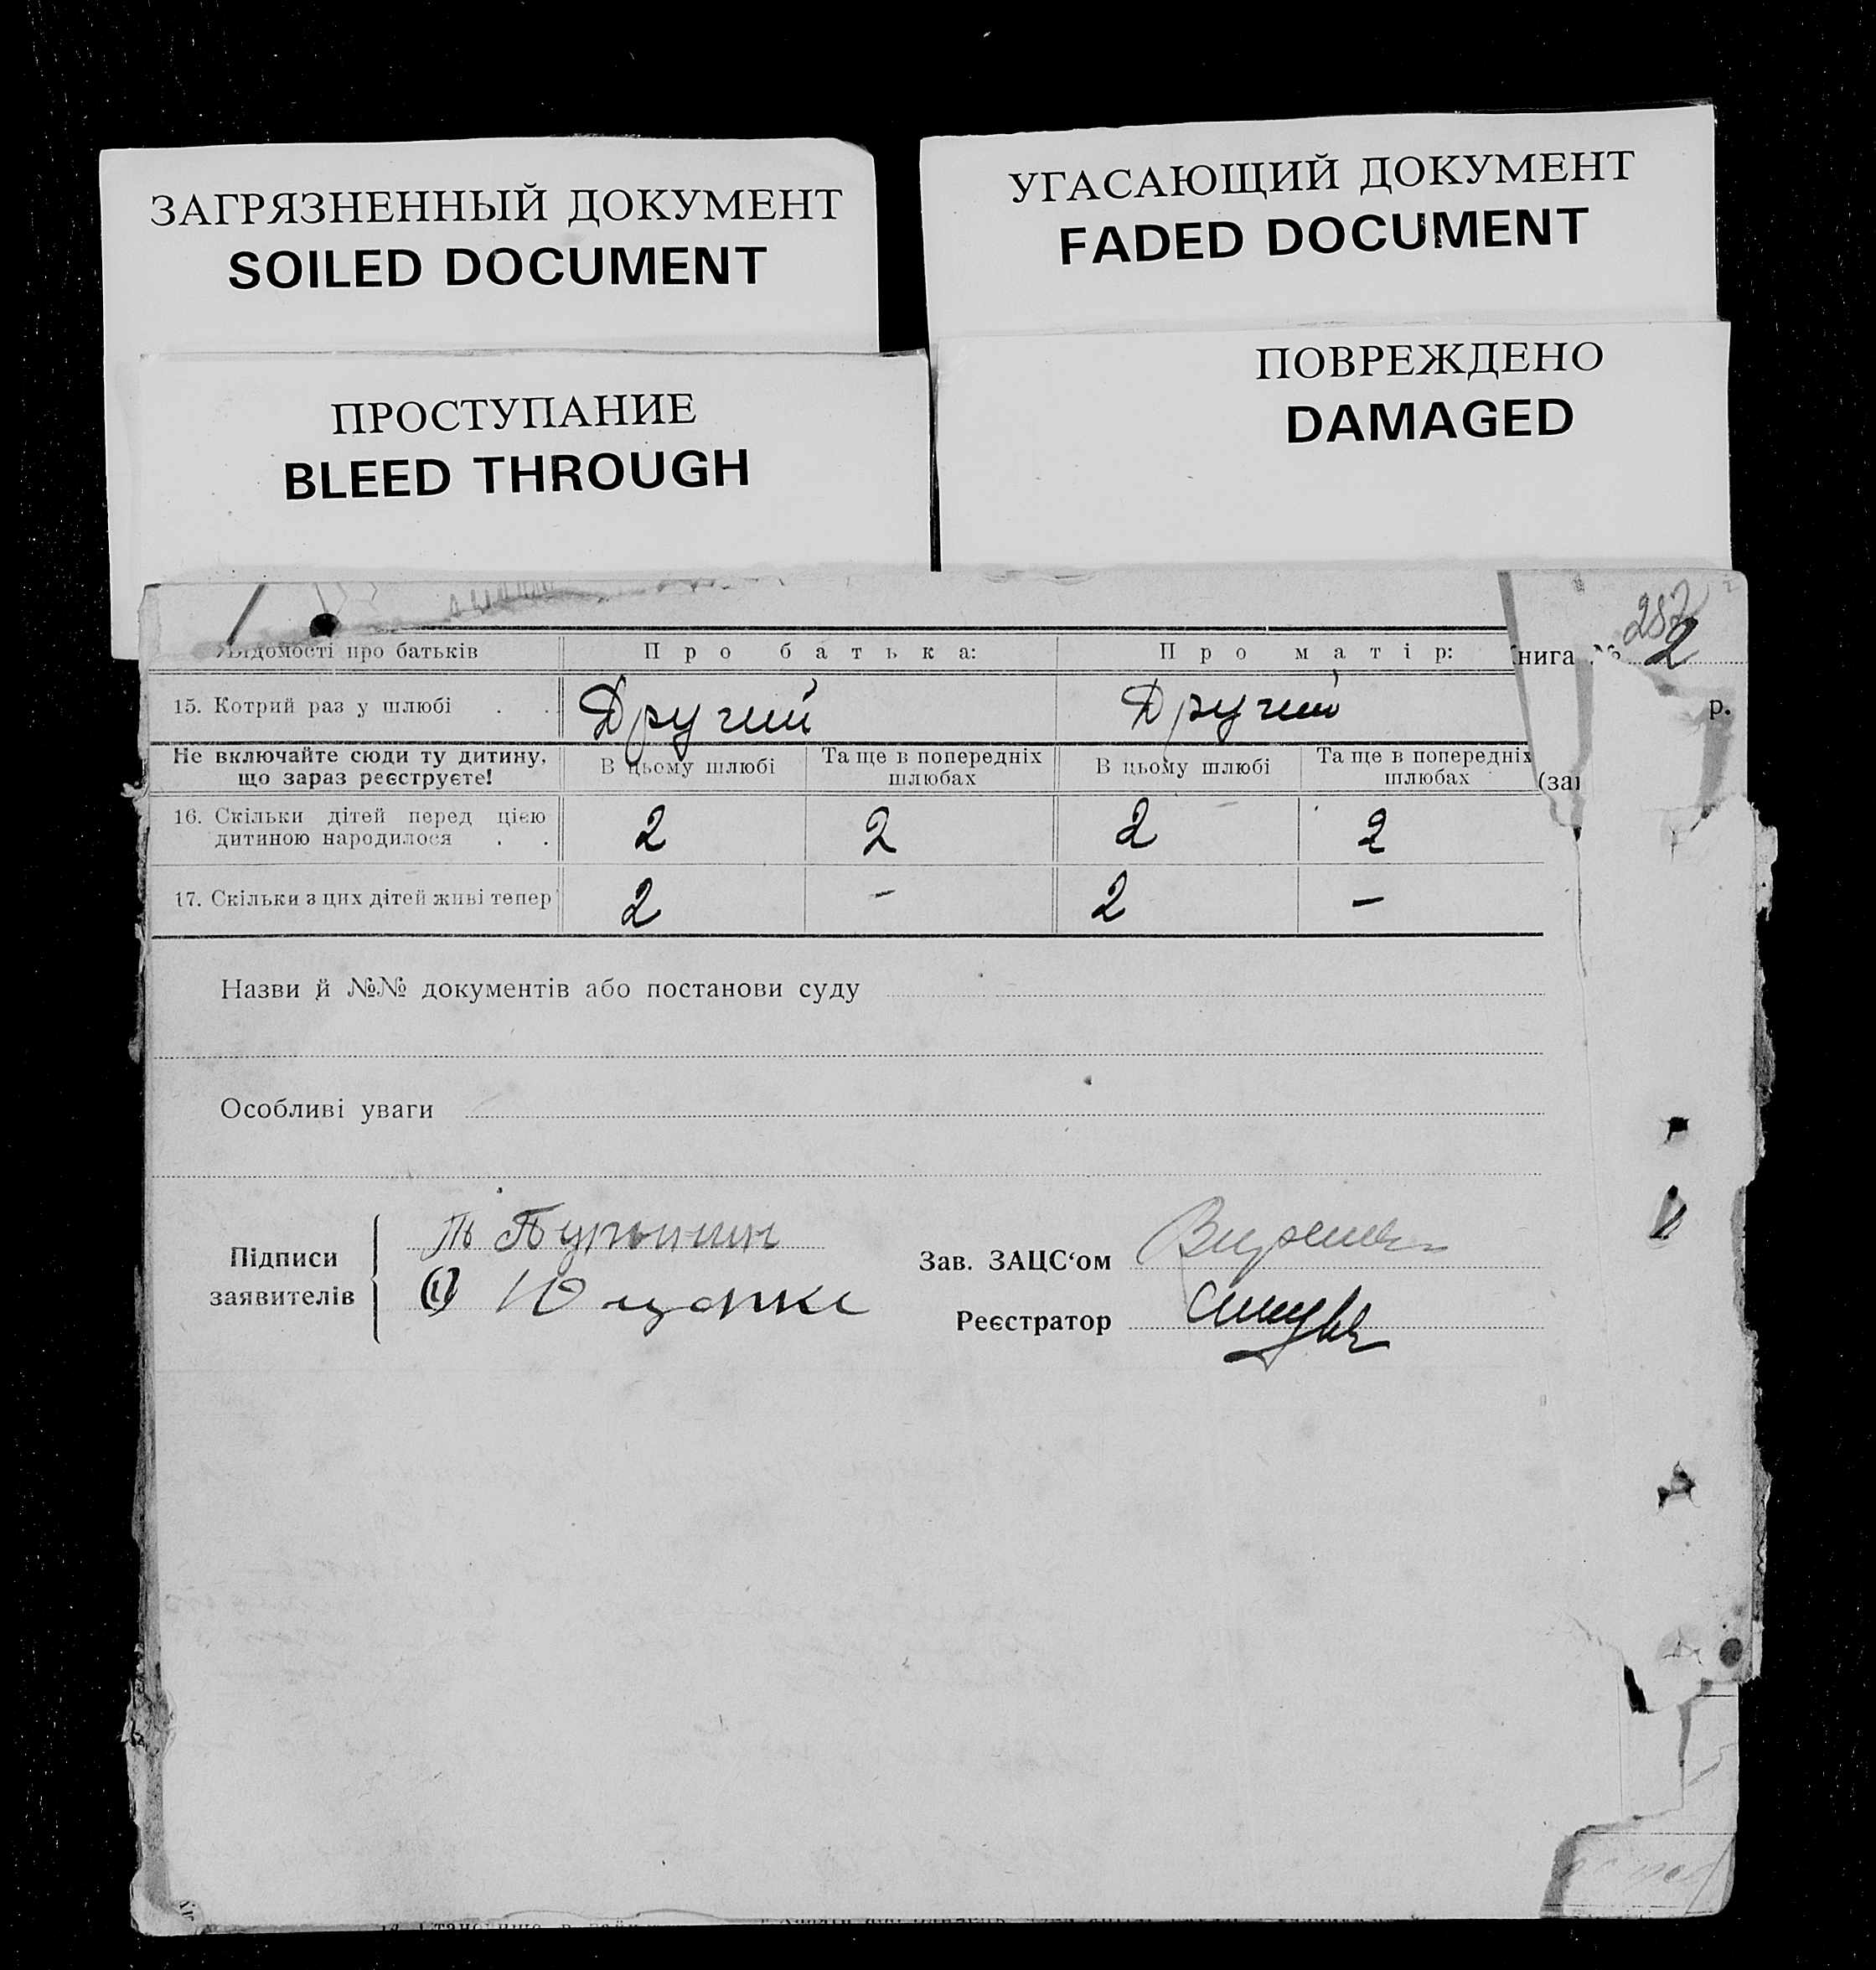 ЗАГРЯЗНЕННЫЙ ДОКУМЕНТ
SOILED DOCUMENT
УГАСАЮЩИЙ ДОКУМЕНТ
FADED DOCUMENT
ПРОСТУПАНИЕ
BLEED THROUGH
ПОВРЕЖДЕНО
DAMAGED
2
нига №
р.
(за
про батьків
Про батька:
Про матір:
15. Котрий раз у шлюбі . .
Другий
Другий
Не включайте сюди ту дитину,
що зараз реєструєте!
В цьому шлюбі
Та ще в попередніх
шлюбах
В цьому шлюбі
Та ще в попередніх
шлюбах
16. Скільки дітей перед цією
дитиною народилося . .
2
2
2
2
17. Скільки з цих дітей живі тепер
2
-
2
-
Назви й №№ документів або постанови суду
Особливі уваги
Підписи
заявителів
Зав. ЗАЦС‘ом
Реєстратор